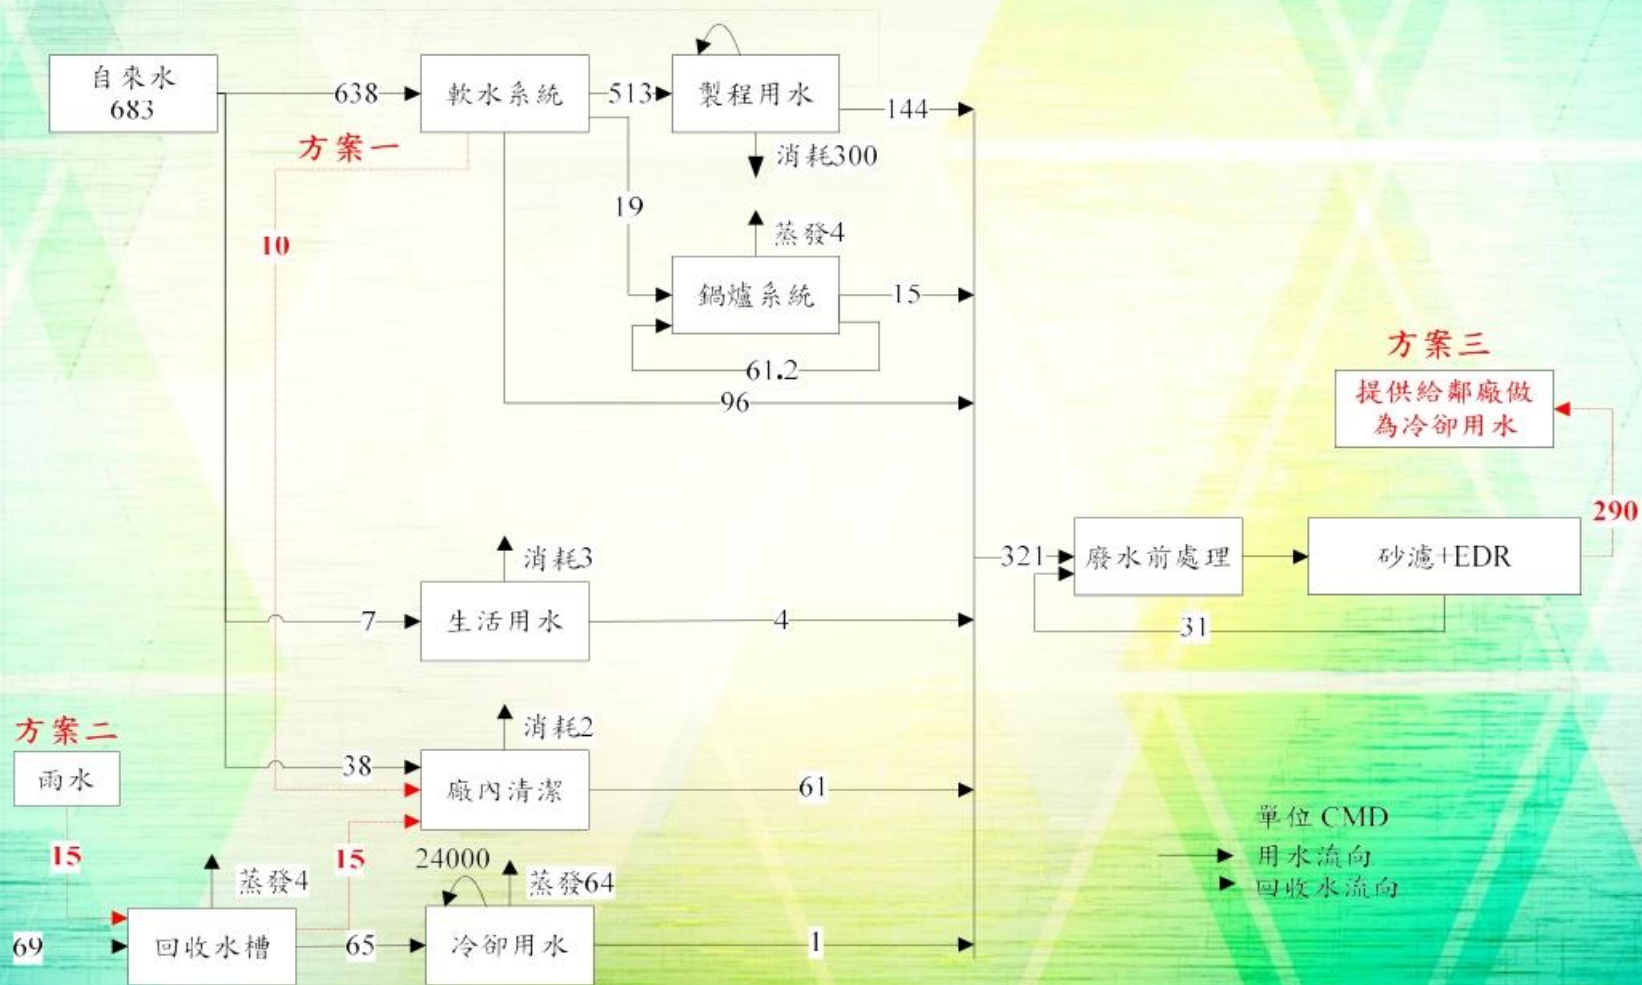 自來水
683
638
軟水系統
513
製程用水
144
方案一
消耗300
19
10
蒸發4
鍋爐系統
15
61.2
96
方案三
提供給鄰廠做
為冷卻用水
290
321
廢水前處理
砂濾+EDR
31
消耗3
7
生活用水
4
消耗2
方案二
雨水
38
廠內清潔
61
15
15
24000
蒸發4
蒸發64
69
回收水槽
65
冷卻用水
1
單位 CMD
用水流向
回收水流向